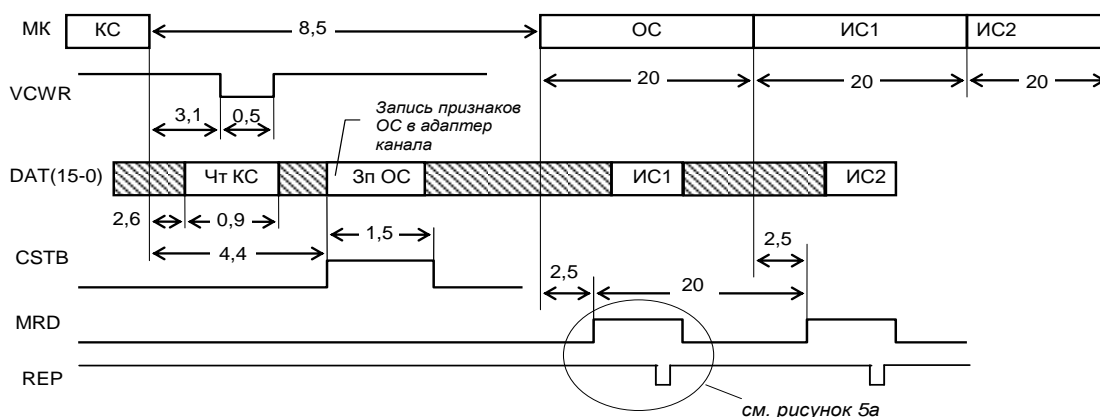 МК КС 8,5 ОС ИС1 ИС2
20 20 20
VCWR
3,1 0,5
Запись признаков
ОС в адаптер
канала
DAT(15-0) Чт КС Зп ОС ИС1 ИС2
2,6 0,9
1,5
4,4
CSTB
2,5 2,5
20
MRD
REP
см. рисунок 5а